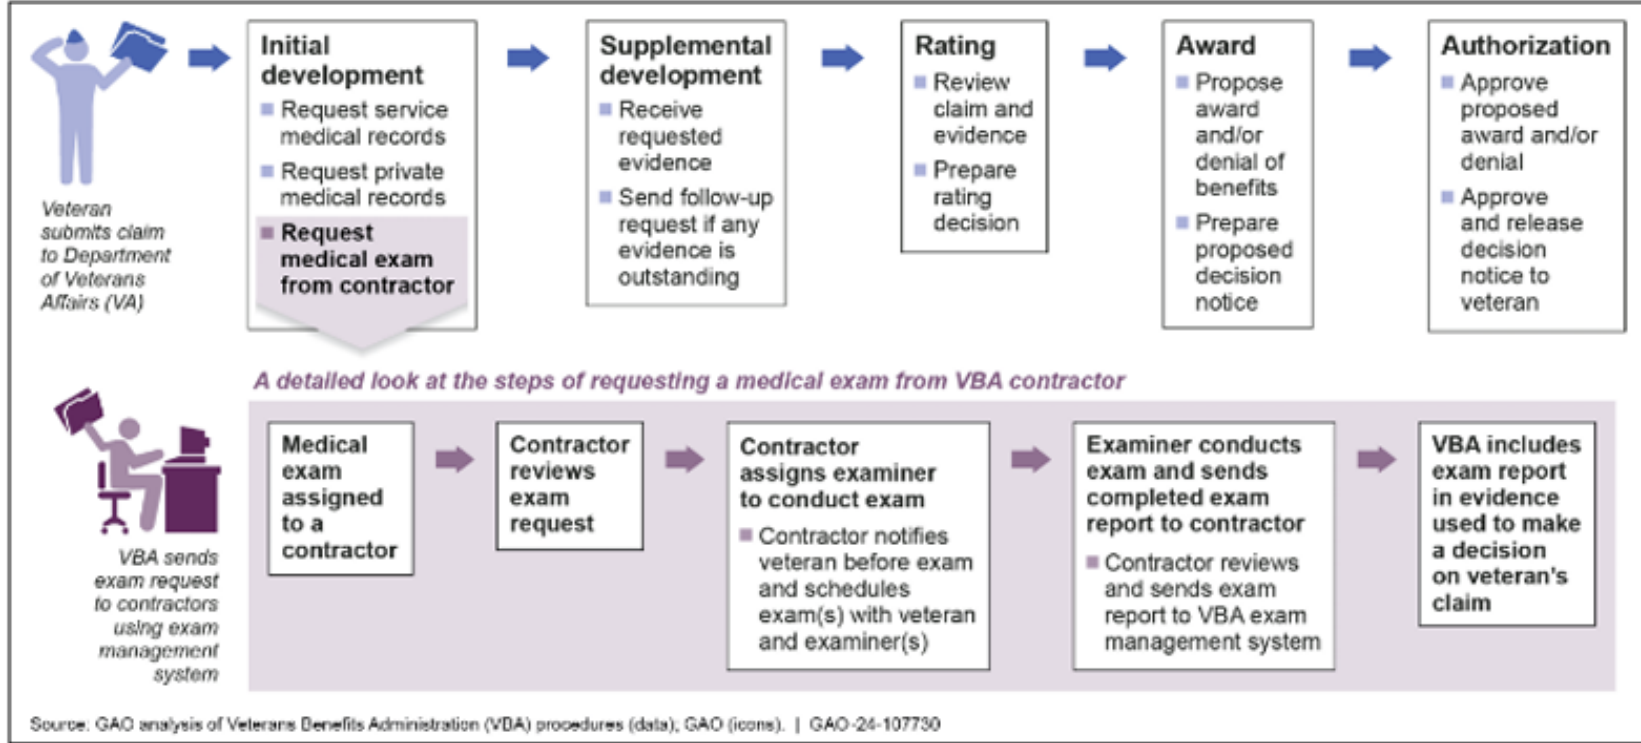 Veteran
submits claim
to Department
of Veterans
Affairs (VA)
Initial
development
Request service
medical records
Request private
medical records
Request
medical exam
from contractor
Supplemental
development
Receive
requested
evidence
Send follow-up
request if any
evidence is
outstanding
Rating
Review
claim and
evidence
Prepare
rating
decision
Award
Propose
award
and/or
denial of
benefits
Prepare
proposed
decision
notice
Authorization
Approve
proposed
award and/or
denial
Approve
and release
decision
notice to
veteran
A detailed look at the steps of requesting a medical exam from VBA contractor
VBA sends
exam request
to contractors
using exam
management
system
Medical
exam
assigned
to a
contractor
Contractor
reviews
exam
request
Contractor
assigns examiner
to conduct exam
Contractor notifies
veteran before exam
and schedules
exam(s) with veteran
and examiner(s)
Examiner conducts
exam and sends
completed exam
report to contractor
Contractor reviews
and sends exam
report to VBA exam
management system
VBA includes
exam report
in evidence
used to make
a decision
on veteran's
claim
Source: GAO analysis of Veterans Benefits Administration (VBA) procedures (data); GAO (icons). | GAO-24-107730